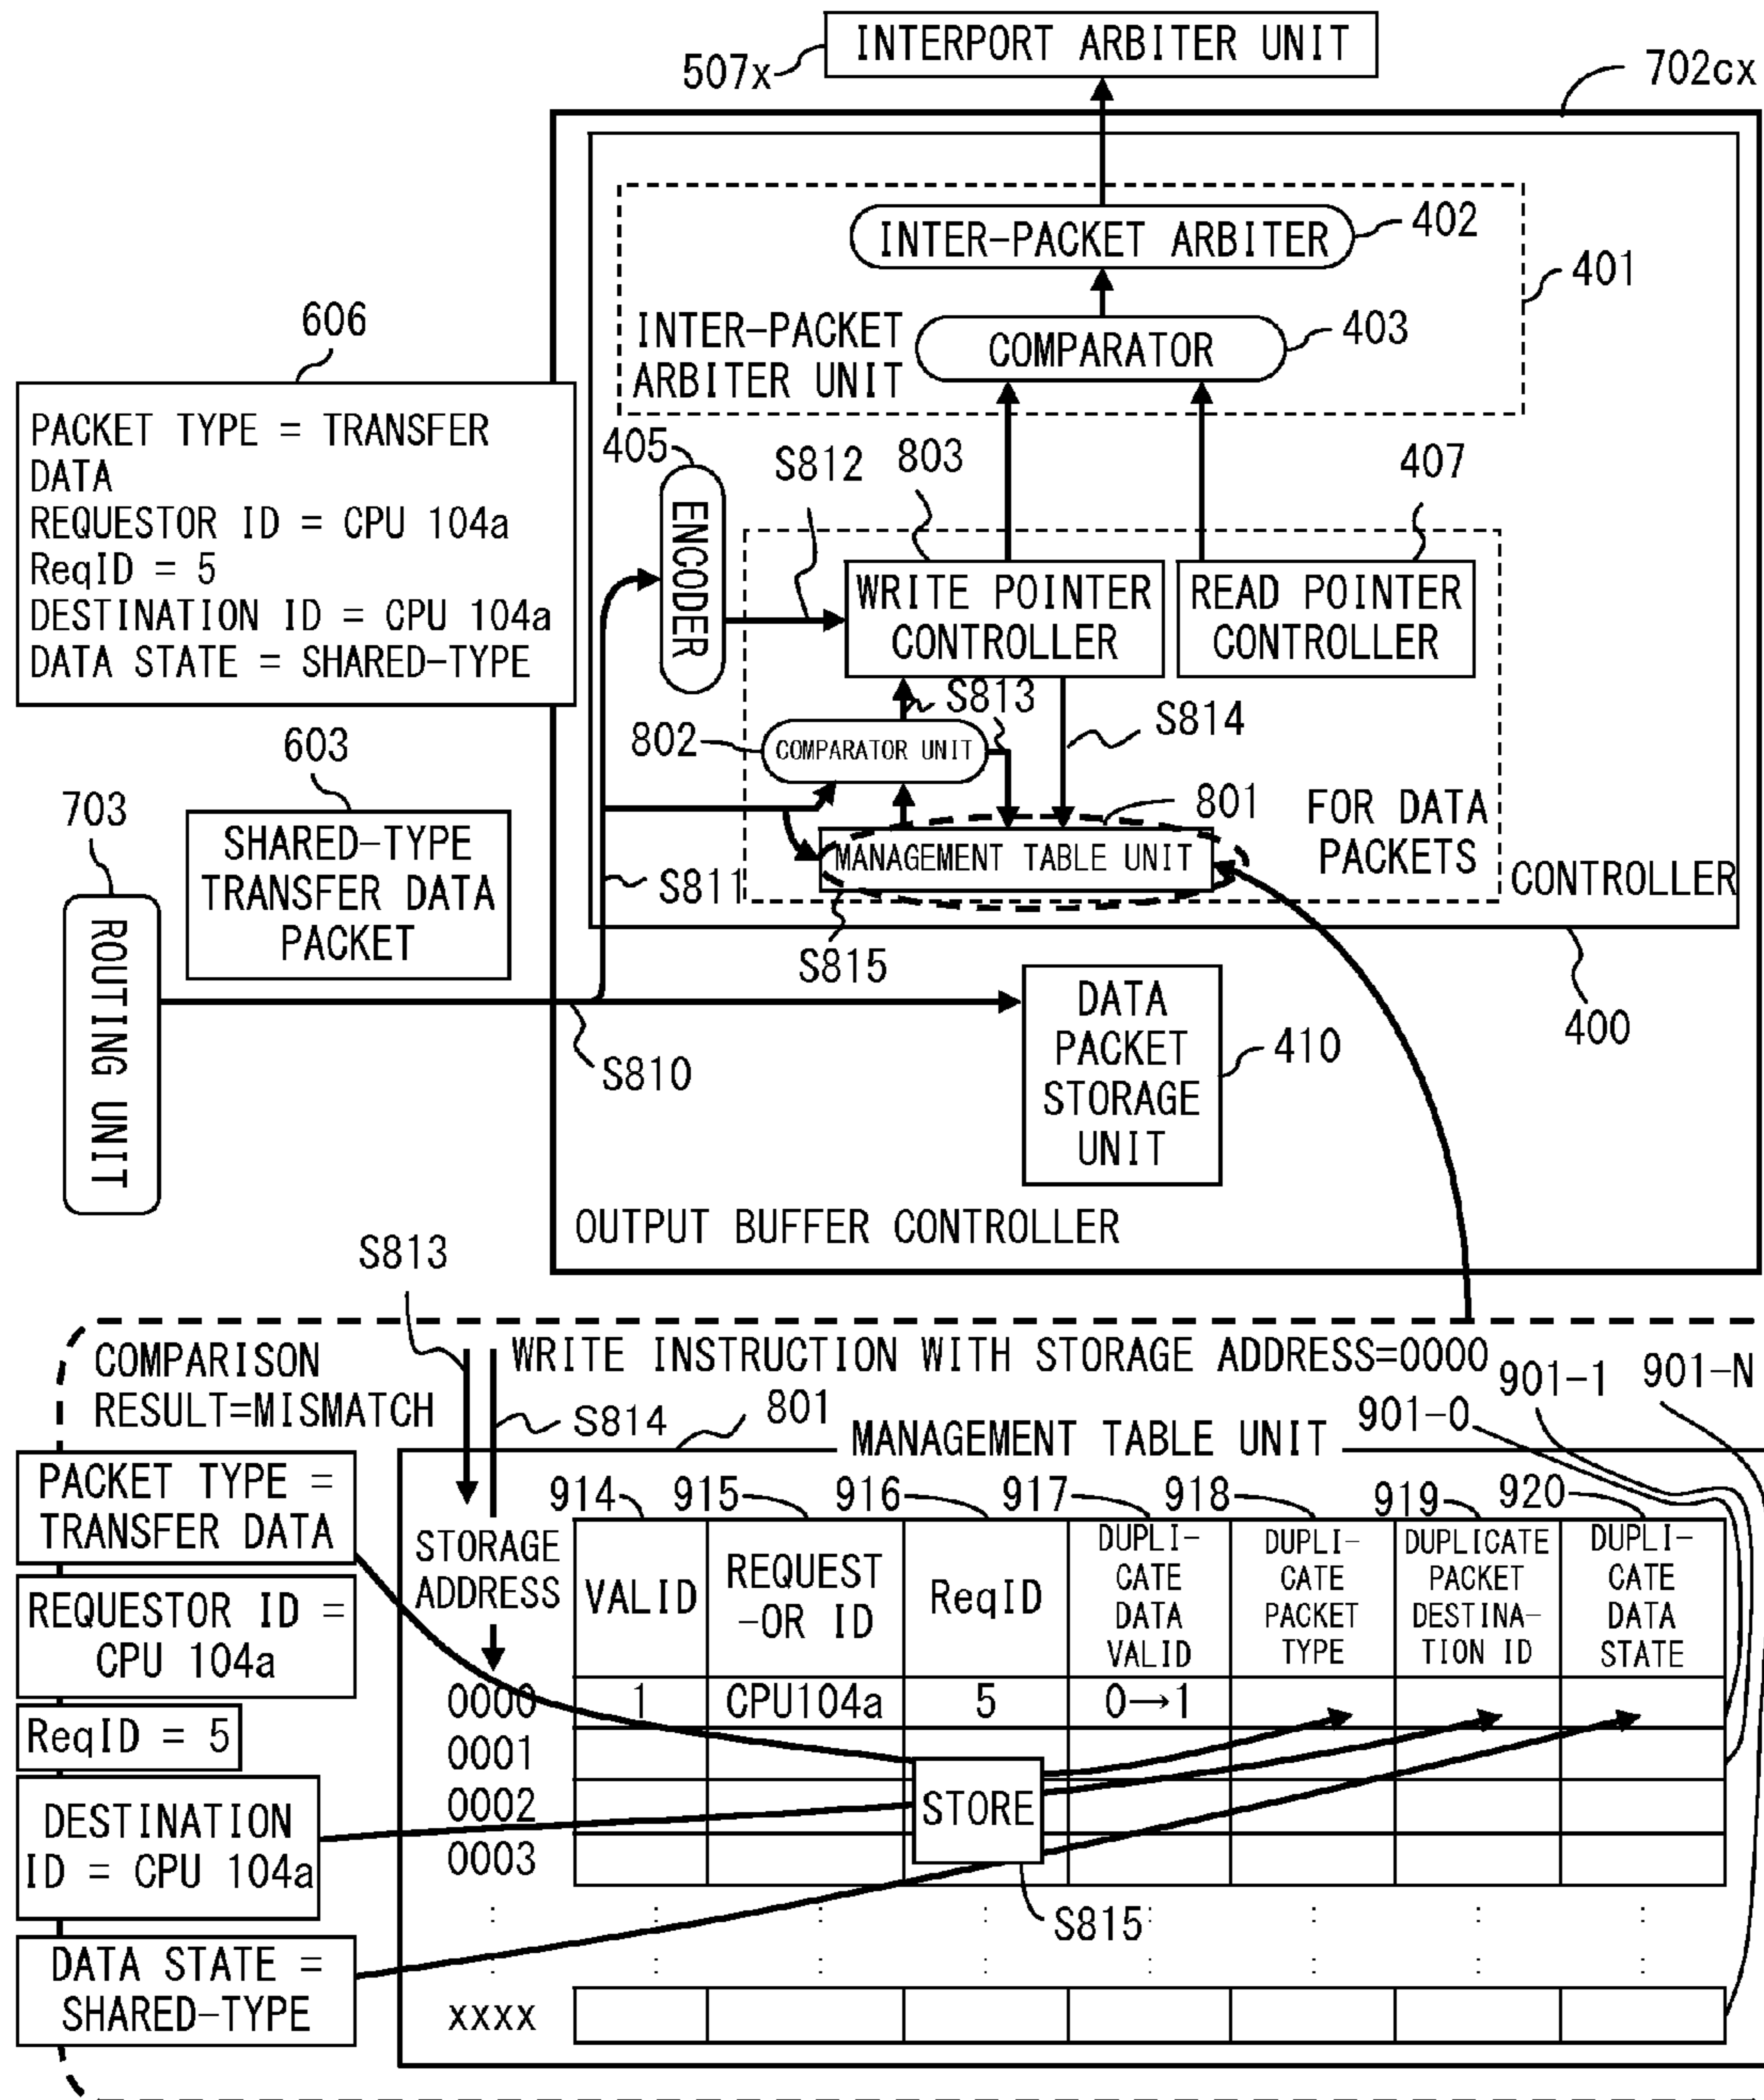 INTERPORT ARBITER UNIT
507x
702cx
INTER-PACKET ARBITER
402
401
INTER-PACKET
ARBITER UNIT
COMPARATOR
403
606
PACKET TYPE = TRANSFER
DATA
REQUESTOR ID = CPU 104a
ReqID = 5
DESTINATION ID = CPU 104a
DATA STATE = SHARED-TYPE
405
S812
803
407
ENCODER
WRITE POINTER
CONTROLLER
READ POINTER
CONTROLLER
S813
S814
802
COMPARATOR UNIT
801
FOR DATA
PACKETS
MANAGEMENT TABLE UNIT
CONTROLLER
S811
S815
400
603
SHARED-TYPE
TRANSFER DATA
PACKET
703
ROUTING UNIT
S810
DATA
PACKET
STORAGE
UNIT
410
OUTPUT BUFFER CONTROLLER
S813
COMPARISON
RESULT=MISMATCH
WRITE INSTRUCTION WITH STORAGE ADDRESS=0000
S814
801
901-0
901-1
901-N
MANAGEMENT TABLE UNIT
PACKET TYPE =
TRANSFER DATA
REQUESTOR ID =
CPU 104a
ReqID = 5
DESTINATION
ID = CPU 104a
DATA STATE =
SHARED-TYPE
914
915
916
917
918
919
920
STORAGE
ADDRESS
VALID
REQUEST
-OR ID
ReqID
DUPLI-
CATE
DATA
VALID
DUPLI-
CATE
PACKET
TYPE
DUPLICATE
PACKET
DESTINA-
TION ID
DUPLI-
CATE
DATA
STATE
0000 1 CPU104a 5 0→1
0001
0002
0003
STORE
S815
: : : : : : : :
: : : : : : : :
xxxx